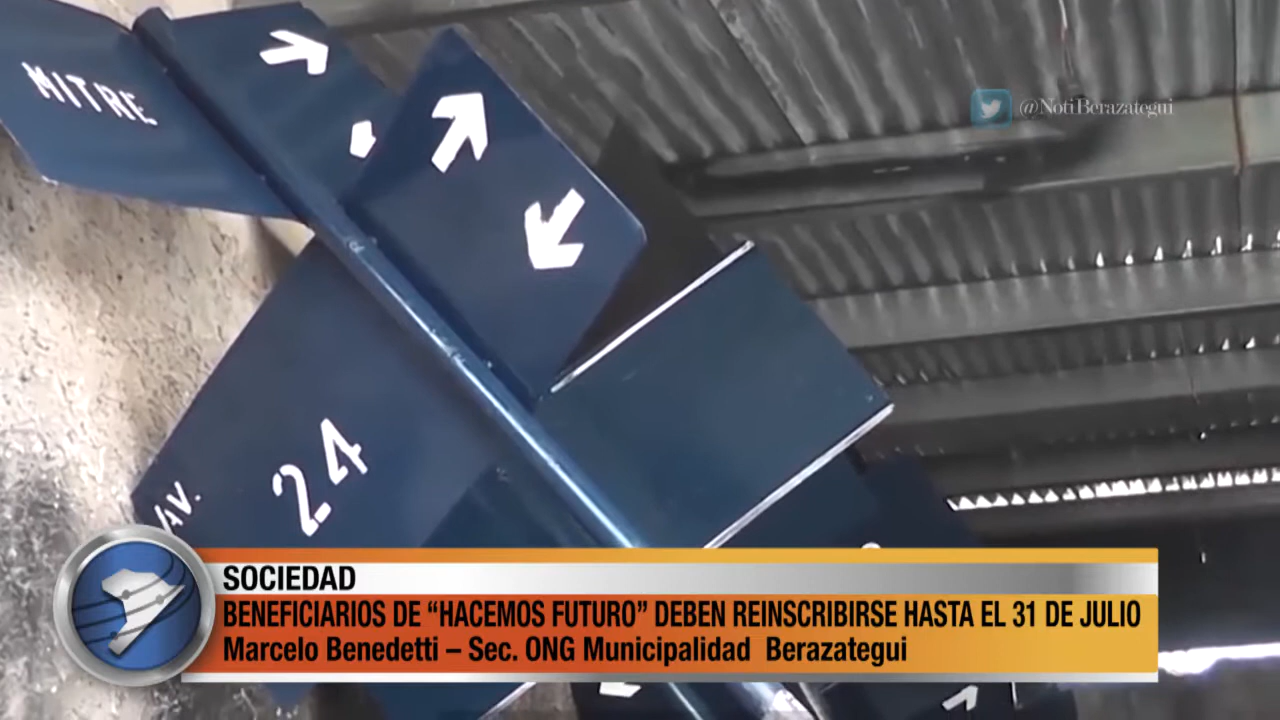 MITRE
@NotiBerazategui
24
AV.
SOCIEDAD
BENEFICIARIOS DE “HACEMOS FUTURO” DEBEN REINSCRIBIRSE HASTA EL 31 DE JULIO
Marcelo Benedetti – Sec. ONG Municipalidad Berazategui